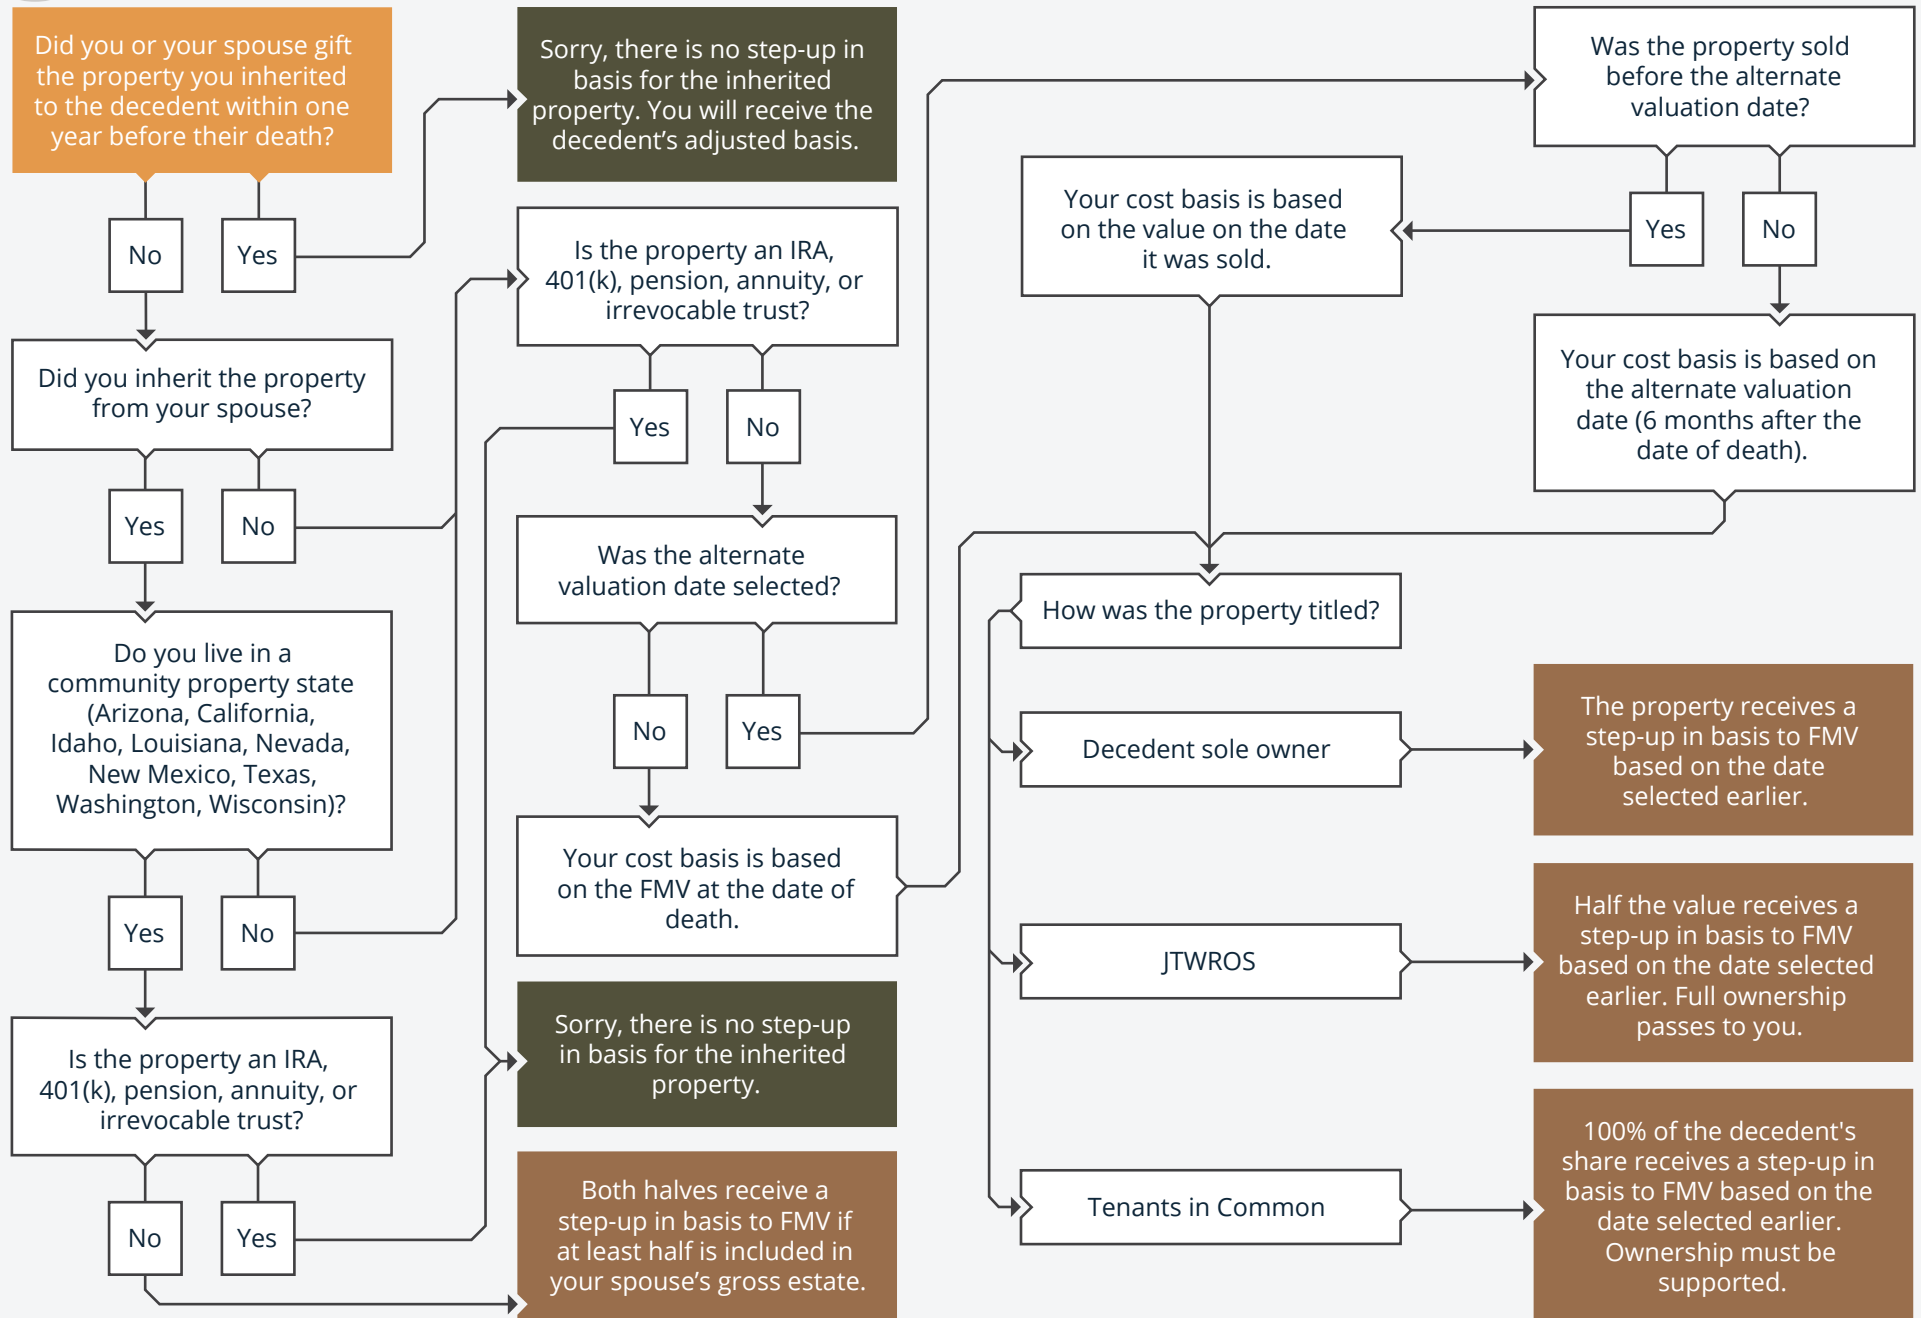 Did you or your spouse gift
the property you inherited
to the decedent within one
year before their death?
No
Yes
Sorry, there is no step-up in
basis for the inherited
property. You will receive the
decedent’s adjusted basis.
Did you inherit the property
from your spouse?
Yes
No
Do you live in a
community property state
(Arizona, California,
Idaho, Louisiana, Nevada,
New Mexico, Texas,
Washington, Wisconsin)?
Yes
No
Is the property an IRA,
401(k), pension, annuity, or
irrevocable trust?
No
Yes
Is the property an IRA,
401(k), pension, annuity, or
irrevocable trust?
Yes
No
Was the alternate
valuation date selected?
No
Yes
Your cost basis is based
on the FMV at the date of
death.
Sorry, there is no step-up
in basis for the inherited
property.
Both halves receive a
step-up in basis to FMV if
at least half is included in
your spouse’s gross estate.
Was the property sold
before the alternate
valuation date?
Yes
No
Your cost basis is based
on the value on the date
it was sold.
Your cost basis is based on
the alternate valuation
date (6 months after the
date of death).
How was the property titled?
Decedent sole owner
The property receives a
step-up in basis to FMV
based on the date
selected earlier.
JTWROS
Half the value receives a
step-up in basis to FMV
based on the date selected
earlier. Full ownership
passes to you.
Tenants in Common
100% of the decedent's
share receives a step-up in
basis to FMV based on the
date selected earlier.
Ownership must be
supported.